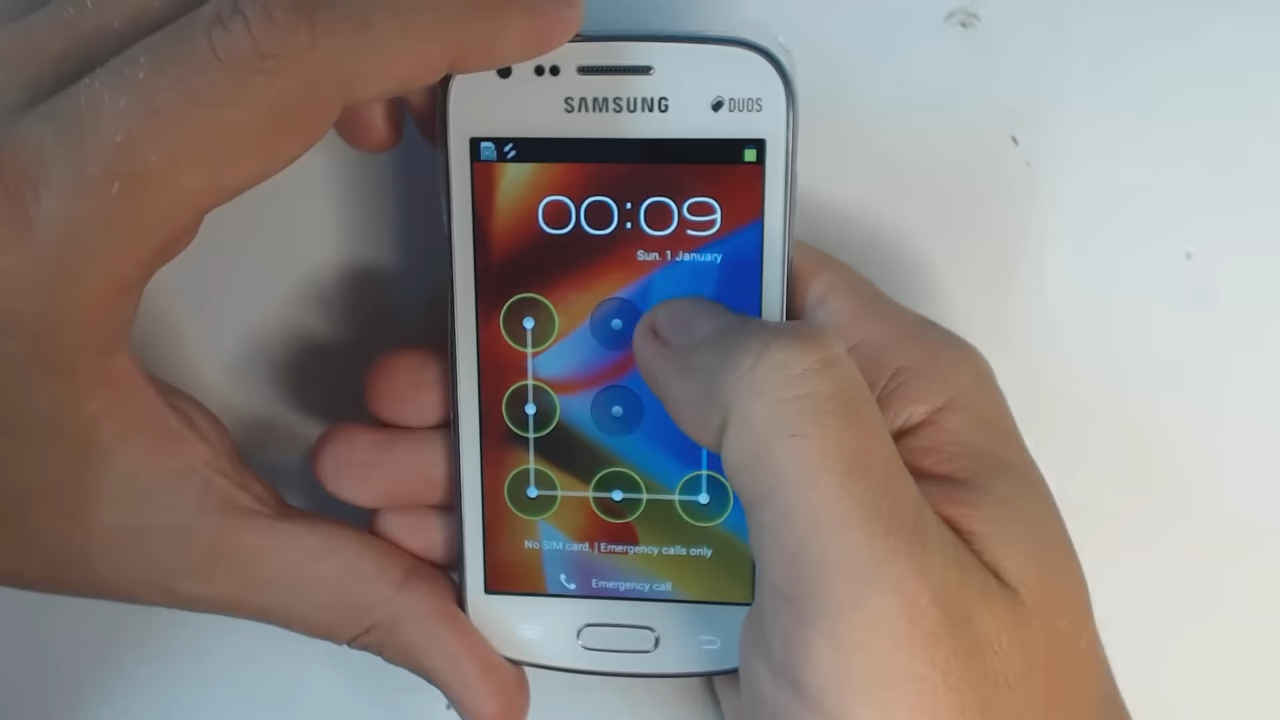 SAMSUNG DUOS
00:09
Sun. 1 January
No SIM card. | Emergency calls only
Emergency call